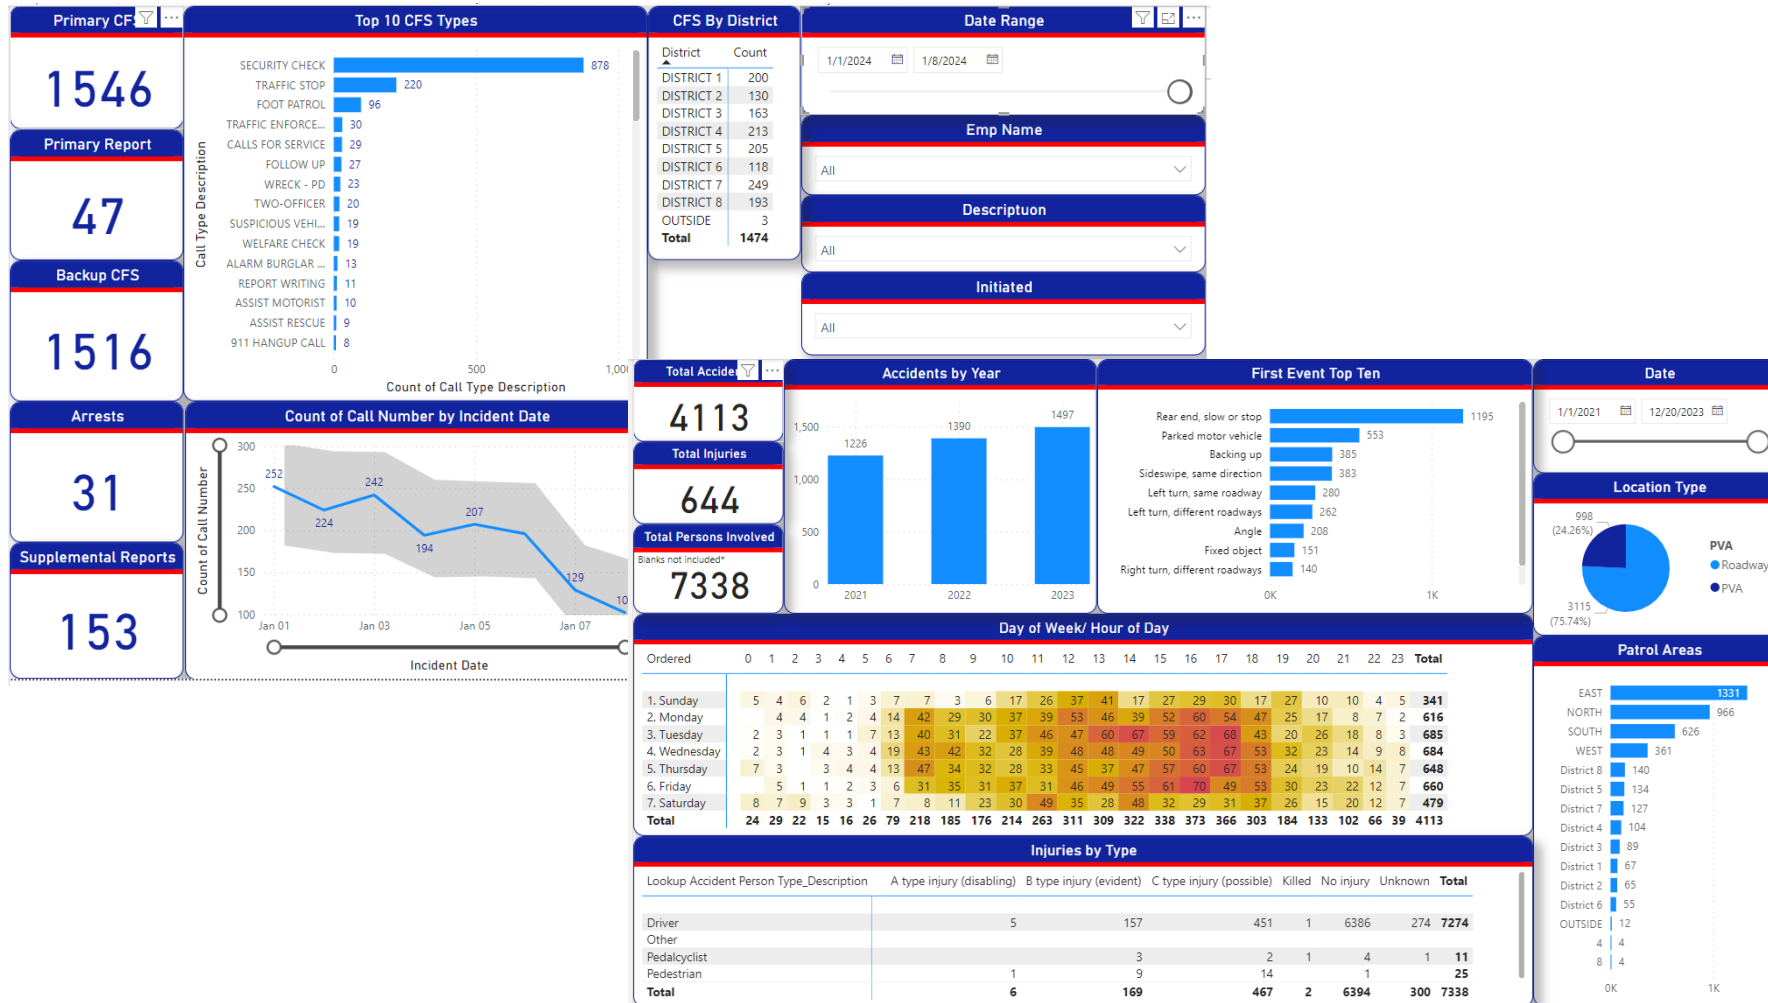 Primary CF
1546
Primary Report
47
Backup CFS
1516
Arrests
31
Supplemental Reports
153
Top 10 CFS Types
Call Type Description
SECURITY CHECK 878
TRAFFIC STOP 220
FOOT PATROL 96
TRAFFIC ENFORCE... 30
CALLS FOR SERVICE 29
FOLLOW UP 27
WRECK - PD 23
TWO-OFFICER 20
SUSPICIOUS VEHI... 19
WELFARE CHECK 19
ALARM BURGLAR ... 13
REPORT WRITING 11
ASSIST MOTORIST 10
ASSIST RESCUE 9
911 HANGUP CALL 8
0 500 1,00
Count of Call Type Description
CFS By District
District Count
DISTRICT 1 200
DISTRICT 2 130
DISTRICT 3 163
DISTRICT 4 213
DISTRICT 5 205
DISTRICT 6 118
DISTRICT 7 249
DISTRICT 8 193
OUTSIDE 3
Total 1474
Date Range
1/1/2024 1/8/2024
Emp Name
All
Descriptuon
All
Initiated
All
Count of Call Number by Incident Date
Count of Call Number
300
250
200
150
100
252
224
242
194
207
129
10
Jan 01 Jan 03 Jan 05 Jan 07
Incident Date
Total Accide
4113
Total Injuries
644
Total Persons Involved
Blanks not included*
7338
Accidents by Year
1,500
1,000
500
0
1226 1390 1497
2021 2022 2023
First Event Top Ten
Rear end, slow or stop 1195
Parked motor vehicle 553
Backing up 385
Sideswipe, same direction 383
Left turn, same roadway 280
Left turn, different roadways 262
Angle 208
Fixed object 151
Right turn, different roadways 140
0K 1K
Date
1/1/2021 12/20/2023
Location Type
998
(24.26%)
3115
(75.74%)
PVA
Roadway
PVA
Day of Week/ Hour of Day
Ordered 0 1 2 3 4 5 6 7 8 9 10 11 12 13 14 15 16 17 18 19 20 21 22 23 Total
1. Sunday 5 4 6 2 1 3 7 7 3 6 17 26 37 41 17 27 29 30 17 27 10 10 4 5 341
2. Monday 4 4 1 2 4 14 42 29 30 37 39 53 46 39 52 60 54 47 25 17 8 7 2 616
3. Tuesday 2 3 1 1 1 7 13 40 31 22 37 46 47 60 67 59 62 68 43 20 26 18 8 3 685
4. Wednesday 2 3 1 4 3 4 19 43 42 32 28 39 48 48 49 50 63 67 53 32 23 14 9 8 684
5. Thursday 7 3 3 4 4 13 47 34 32 28 33 45 37 47 57 60 67 53 24 19 10 14 7 648
6. Friday 5 1 1 2 3 6 31 35 31 37 31 46 49 55 61 70 49 53 30 23 22 12 7 660
7. Saturday 8 7 9 3 3 1 7 8 11 23 30 49 35 28 48 32 29 31 37 26 15 20 12 7 479
Total 24 29 22 15 16 26 79 218 185 176 214 263 311 309 322 338 373 366 303 184 133 102 66 39 4113
Injuries by Type
Lookup Accident Person Type_Description A type injury (disabling) B type injury (evident) C type injury (possible) Killed No injury Unknown Total
Driver 5 157 451 1 6386 274 7274
Other
Pedalcyclist 3 2 1 4 1 11
Pedestrian 1 9 14 1 25
Total 6 169 467 2 6394 300 7338
Patrol Areas
EAST 1331
NORTH 966
SOUTH 626
WEST 361
District 8 140
District 5 134
District 7 127
District 4 104
District 3 89
District 1 67
District 2 65
District 6 55
OUTSIDE 12
4 4
8 4
0K 1K